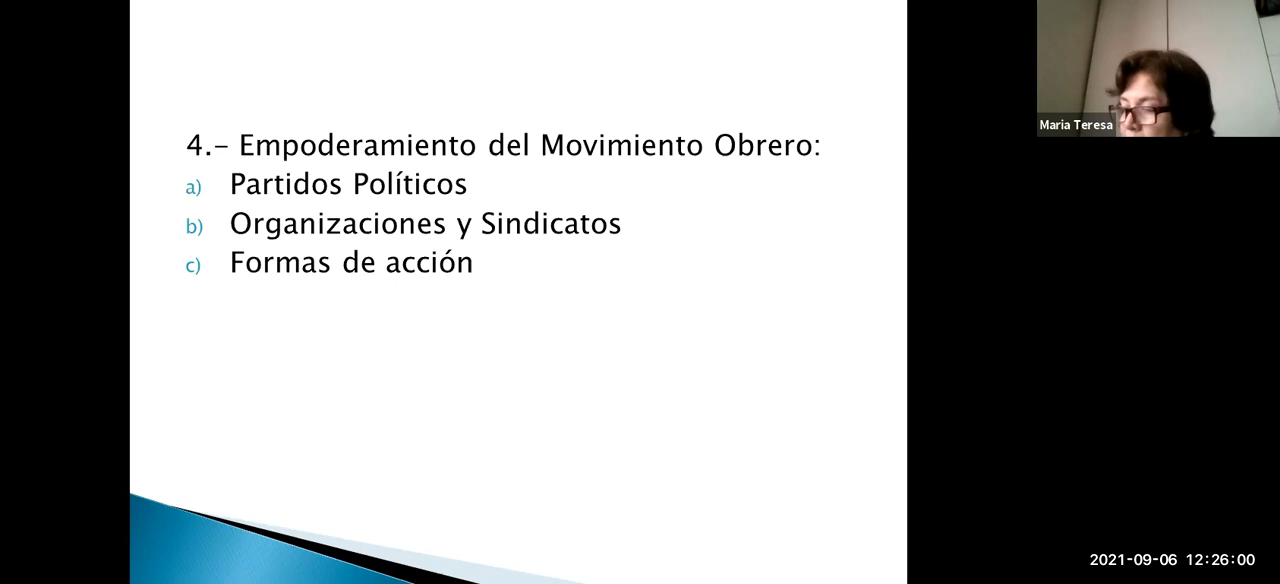 4.- Empoderamiento del Movimiento Obrero:
a) Partidos Políticos
b) Organizaciones y Sindicatos
c) Formas de acción
Maria Teresa
2021-09-06 12:26:00